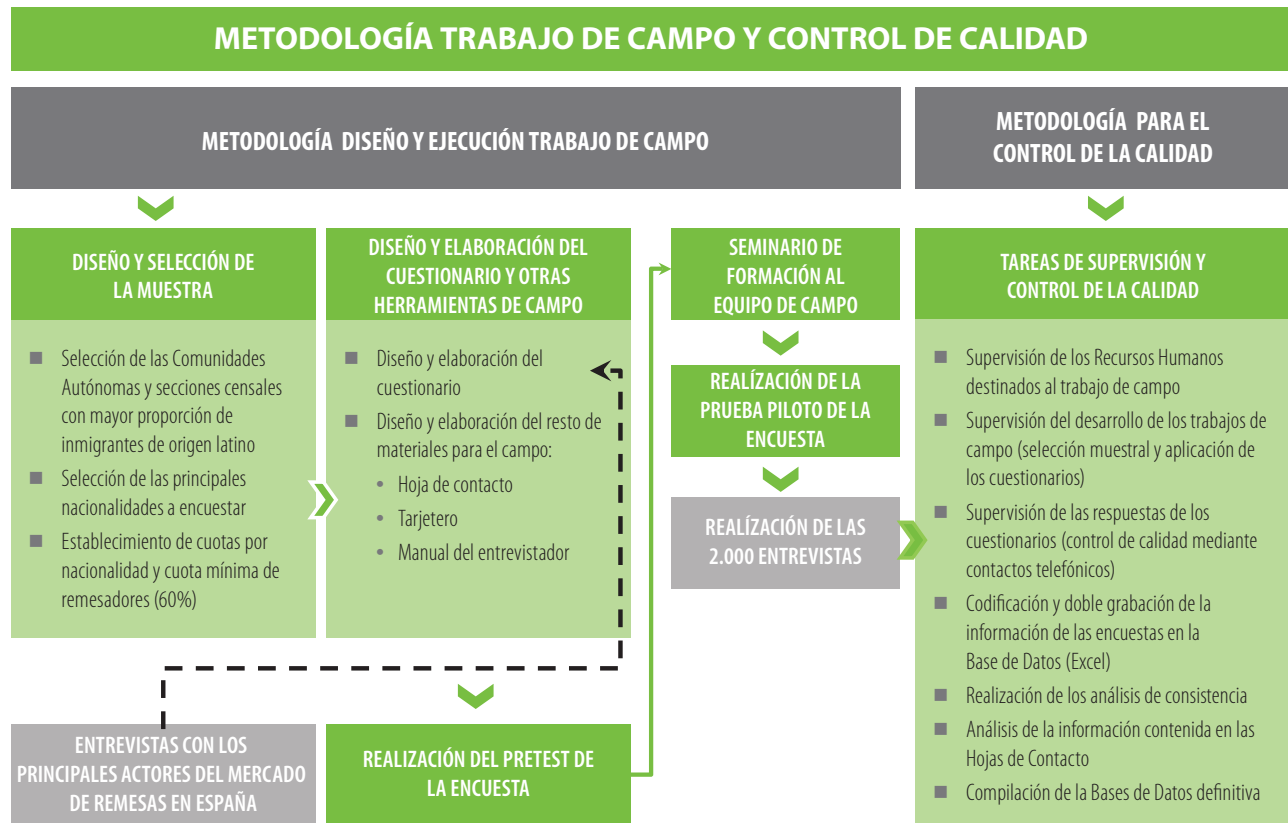 METODOLOGÍA TRABAJO DE CAMPO Y CONTROL DE CALIDAD
METODOLOGÍA DISEÑO Y EJECUCIÓN TRABAJO DE CAMPO
METODOLOGÍA PARA EL
CONTROL DE LA CALIDAD
DISEÑO Y SELECCIÓN DE
LA MUESTRA
■ Selección de las Comunidades
Autónomas y secciones censales
con mayor proporción de
inmigrantes de origen latino
■ Selección de las principales
nacionalidades a encuestar
■ Establecimiento de cuotas por
nacionalidad y cuota mínima de
remesadores (60%)
DISEÑO Y ELABORACIÓN DEL
CUESTIONARIO Y OTRAS
HERRAMIENTAS DE CAMPO
■ Diseño y elaboración del
cuestionario
■ Diseño y elaboración del resto de
materiales para el campo:
• Hoja de contacto
• Tarjetero
• Manual del entrevistador
ENTREVISTAS CON LOS
PRINCIPALES ACTORES DEL MERCADO
DE REMESAS EN ESPAÑA
REALIZACIÓN DEL PRETEST DE
LA ENCUESTA
SEMINARIO DE
FORMACIÓN AL
EQUIPO DE CAMPO
REALÍZACIÓN DE LA
PRUEBA PILOTO DE LA
ENCUESTA
REALÍZACIÓN DE LAS
2.000 ENTREVISTAS
TAREAS DE SUPERVISIÓN Y
CONTROL DE LA CALIDAD
■ Supervisión de los Recursos Humanos
destinados al trabajo de campo
■ Supervisión del desarrollo de los trabajos de
campo (selección muestral y aplicación de
los cuestionarios)
■ Supervisión de las respuestas de los
cuestionarios (control de calidad mediante
contactos telefónicos)
■ Codificación y doble grabación de la
información de las encuestas en la
Base de Datos (Excel)
■ Realización de los análisis de consistencia
■ Análisis de la información contenida en las
Hojas de Contacto
■ Compilación de la Bases de Datos definitiva